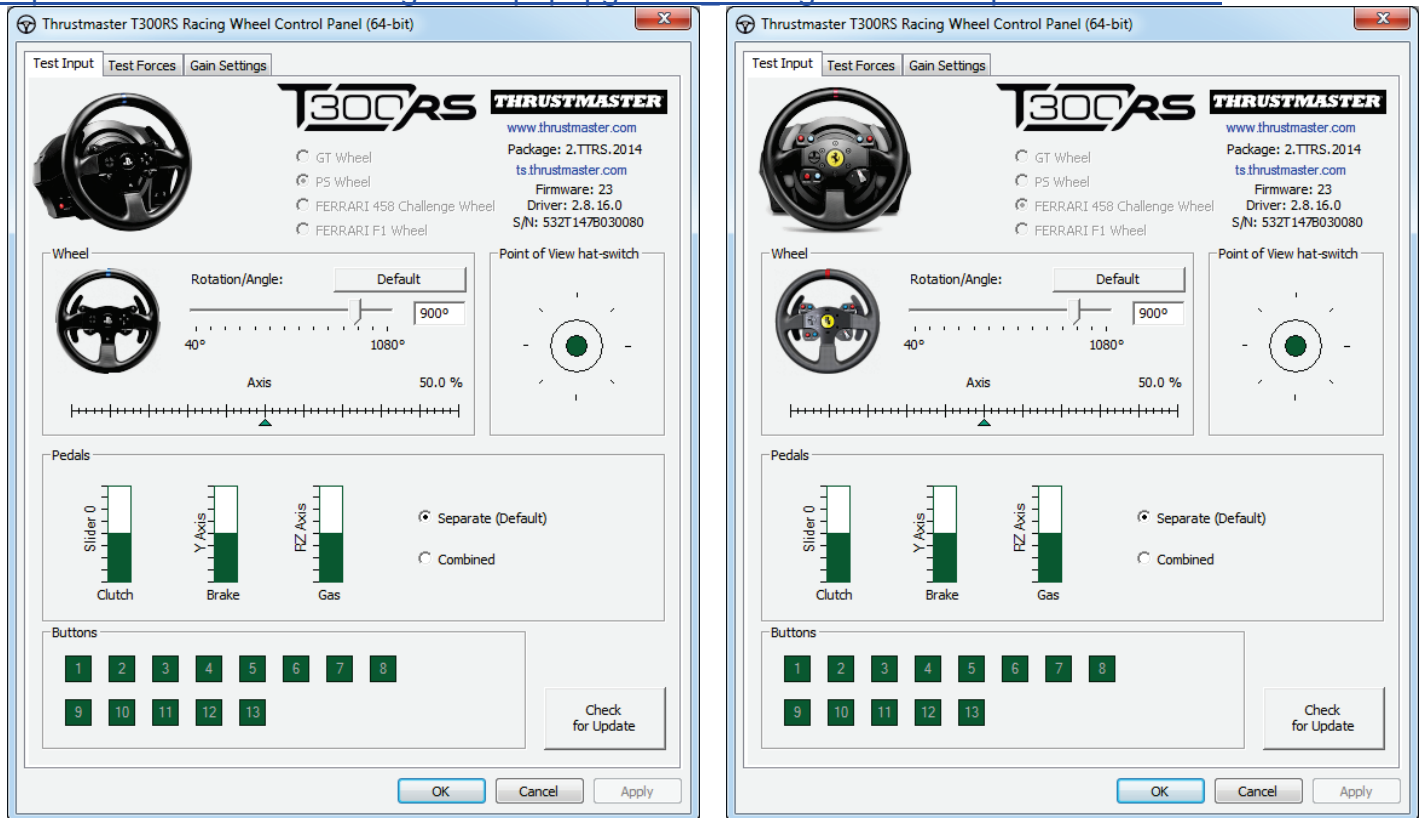 Thrustmaster T300RS Racing Wheel Control Panel (64-bit)
Test Input
Test Forces
Gain Settings
T300RS
THRUSTMASTER
www.thrustmaster.com
GT Wheel
PS Wheel
FERRARI 458 Challenge Wheel
FERRARI F1 Wheel
Package: 2.TTRS.2014
ts.thrustmaster.com
Firmware: 23
Driver: 2.8.16.0
S/N: 532T147B030080
Wheel
Rotation/Angle:
Default
900°
40°
1080°
Axis
50.0 %
Point of View hat-switch
Pedals
Slider 0
Clutch
Y Axis
Brake
RZ Axis
Gas
Separate (Default)
Combined
Buttons
1 2 3 4 5 6 7 8
9 10 11 12 13
Check
for Update
OK
Cancel
Apply
Thrustmaster T300RS Racing Wheel Control Panel (64-bit)
Test Input
Test Forces
Gain Settings
T300RS
THRUSTMASTER
www.thrustmaster.com
GT Wheel
PS Wheel
FERRARI 458 Challenge Wheel
FERRARI F1 Wheel
Package: 2.TTRS.2014
ts.thrustmaster.com
Firmware: 23
Driver: 2.8.16.0
S/N: 532T147B030080
Wheel
Rotation/Angle:
Default
900°
40°
1080°
Axis
50.0 %
Point of View hat-switch
Pedals
Slider 0
Clutch
Y Axis
Brake
RZ Axis
Gas
Separate (Default)
Combined
Buttons
1 2 3 4 5 6 7 8
9 10 11 12 13
Check
for Update
OK
Cancel
Apply